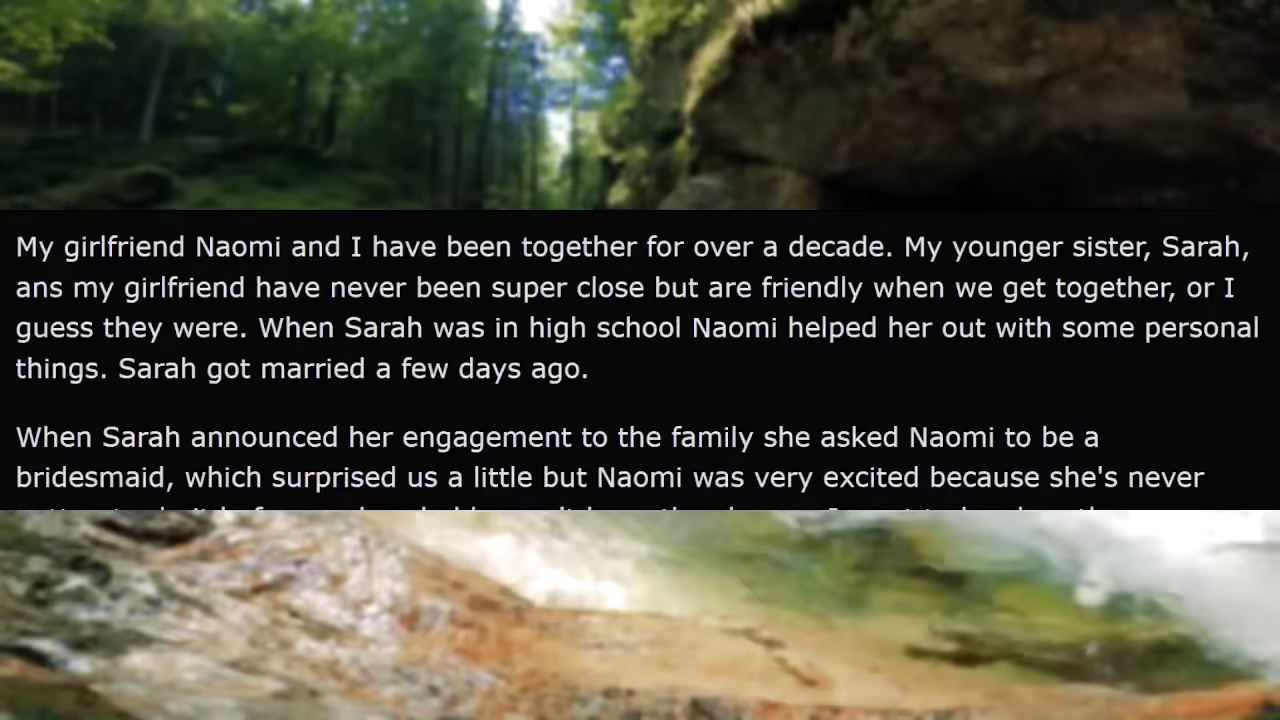 My girlfriend Naomi and I have been together for over a decade. My younger sister, Sarah,
ans my girlfriend have never been super close but are friendly when we get together, or I
guess they were. When Sarah was in high school Naomi helped her out with some personal
things. Sarah got married a few days ago.
When Sarah announced her engagement to the family she asked Naomi to be a
bridesmaid, which surprised us a little but Naomi was very excited because she's never